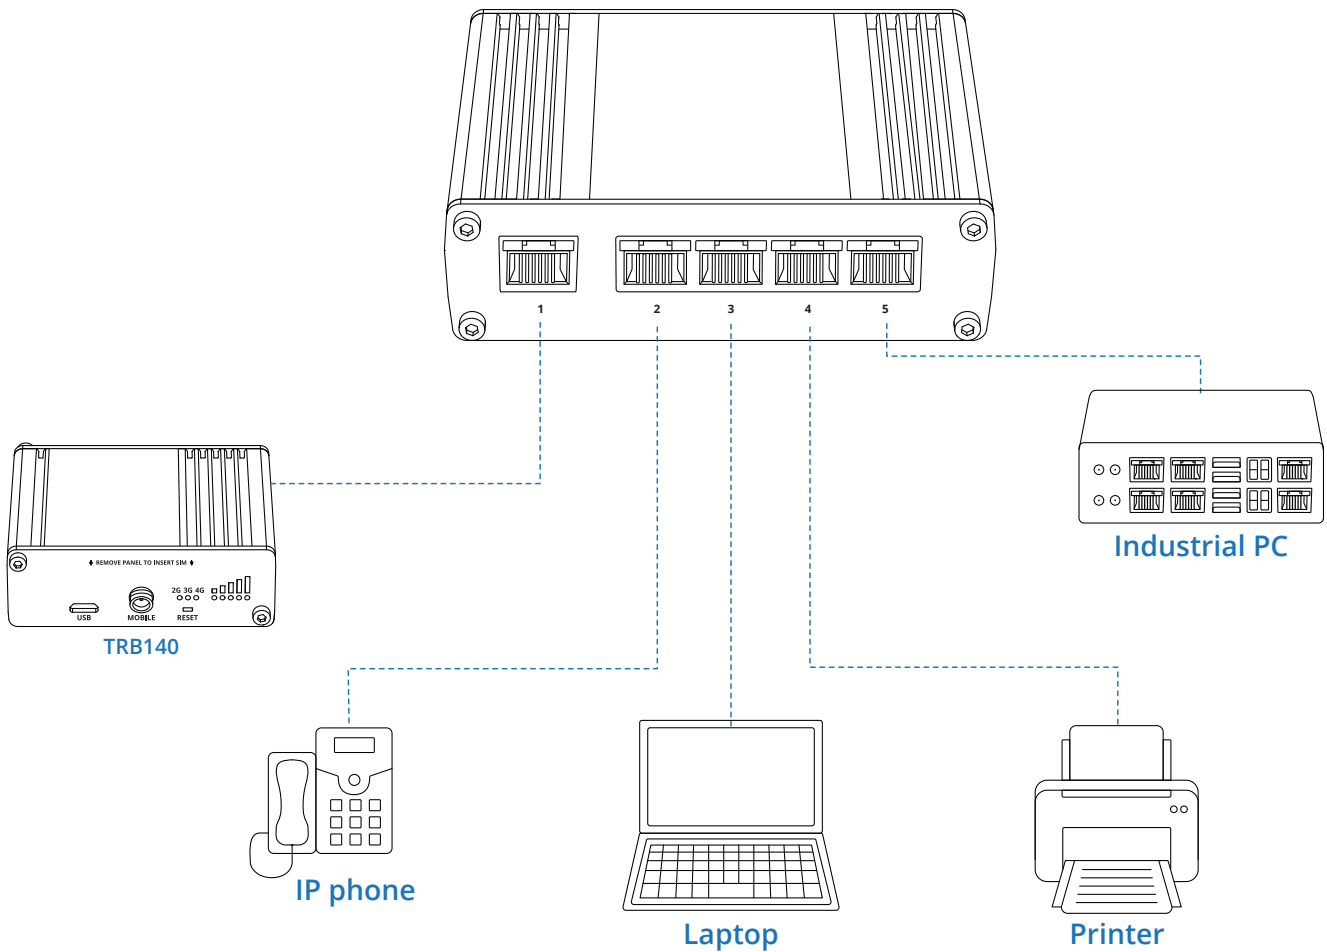 1 2 3 4 5
Industrial PC
REMOVE PANEL TO INSERT SIM
2G 3G 4G
USB MOBILE RESET
TRB140
IP phone
Laptop
Printer